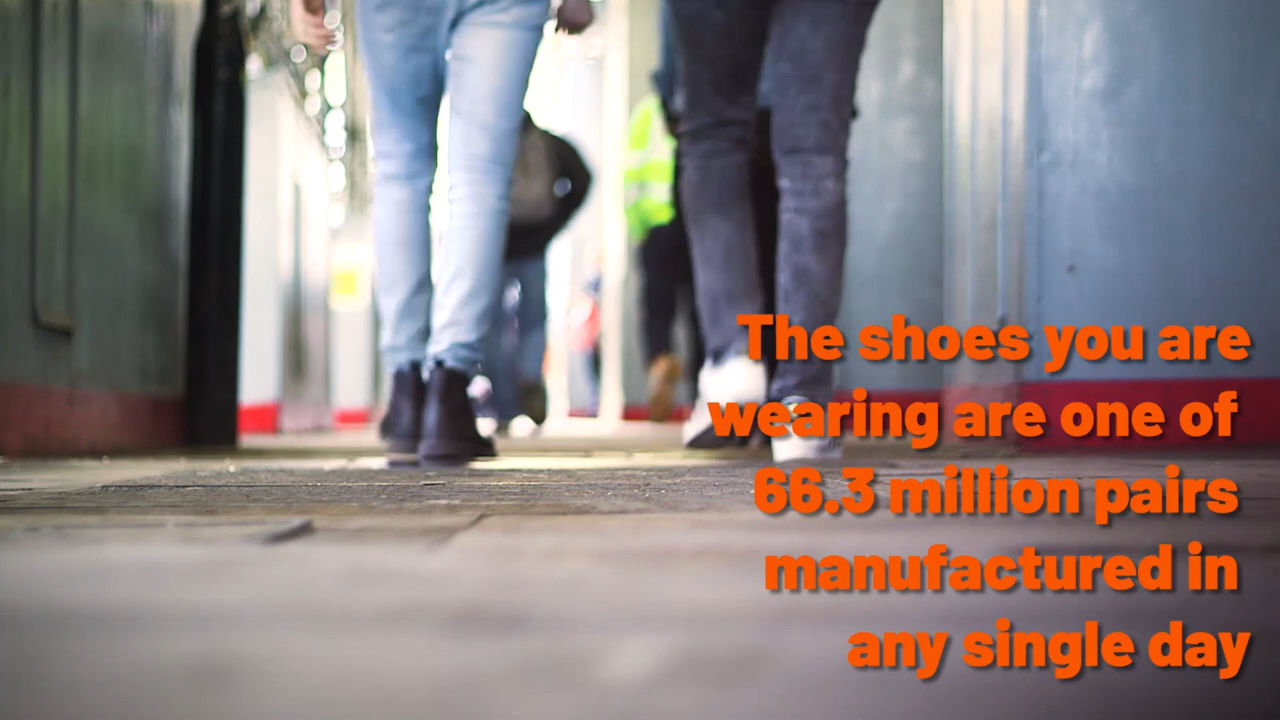 The shoes you are
wearing are one of
66.3 million pairs
manufactured in
any single day